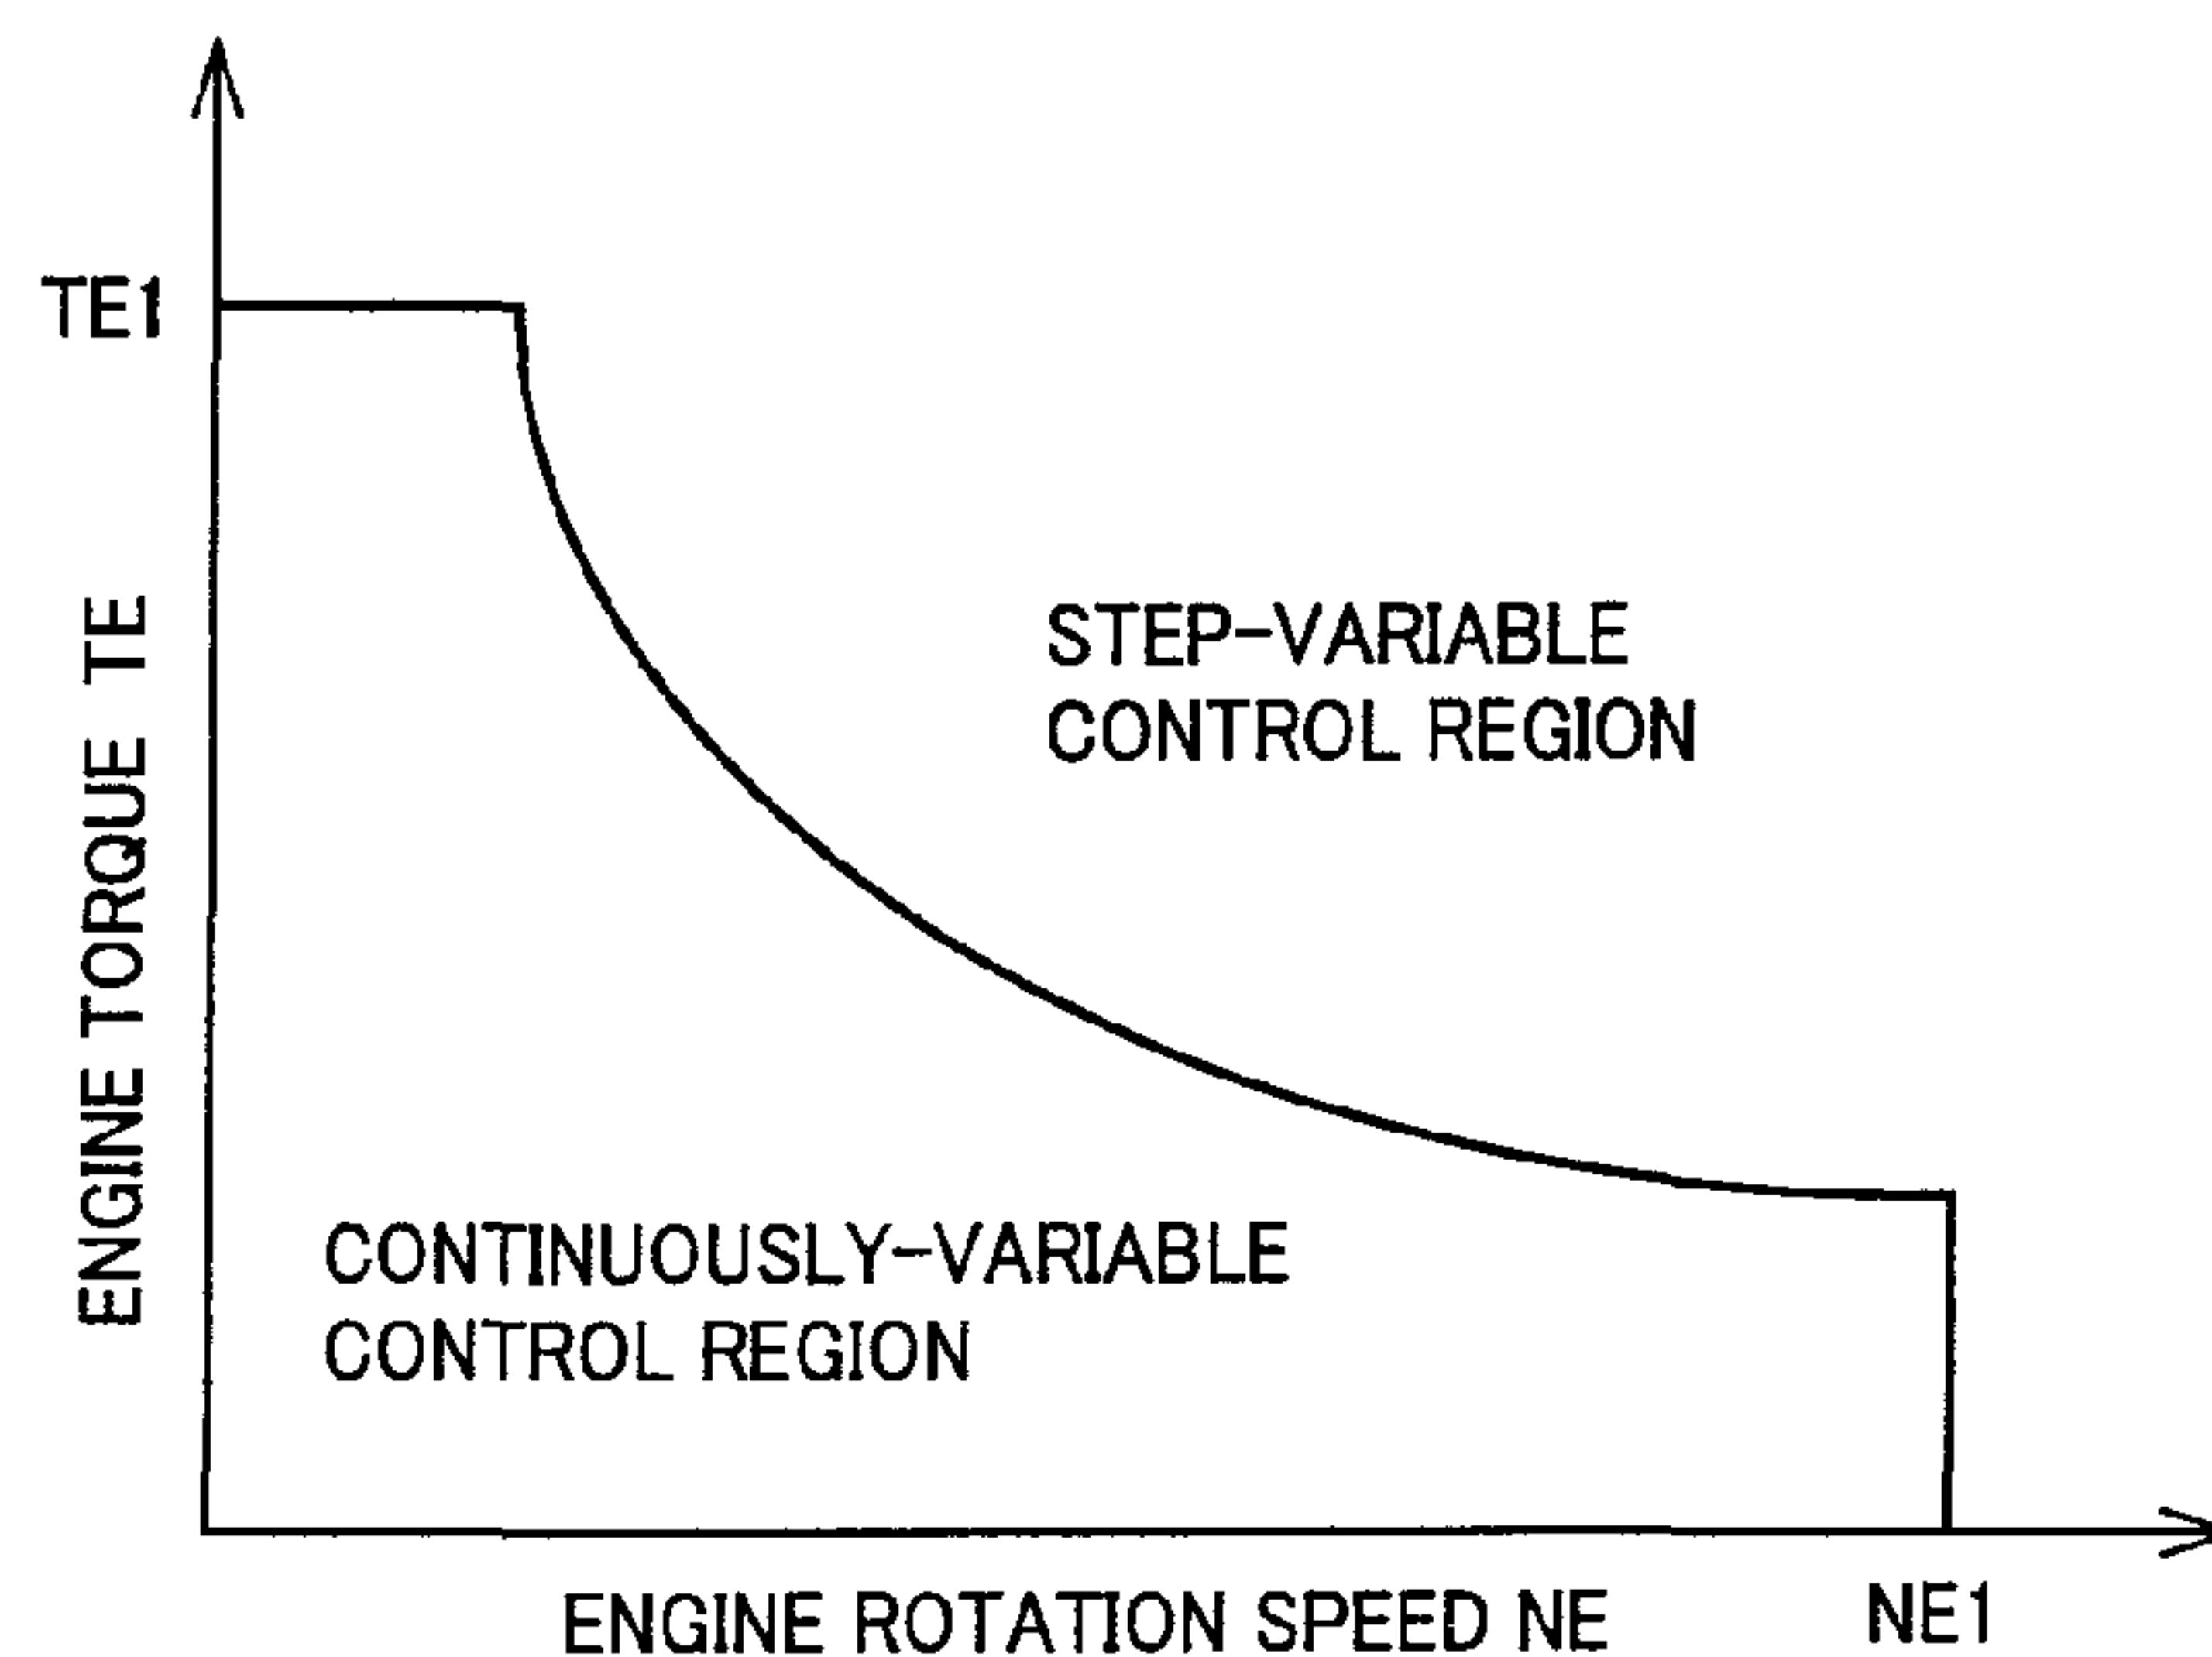 TE1
ENGINE TORQUE TE
STEP-VARIABLE
CONTROL REGION
CONTINUOUSLY-VARIABLE
CONTROL REGION
ENGINE ROTATION SPEED NE
NE1